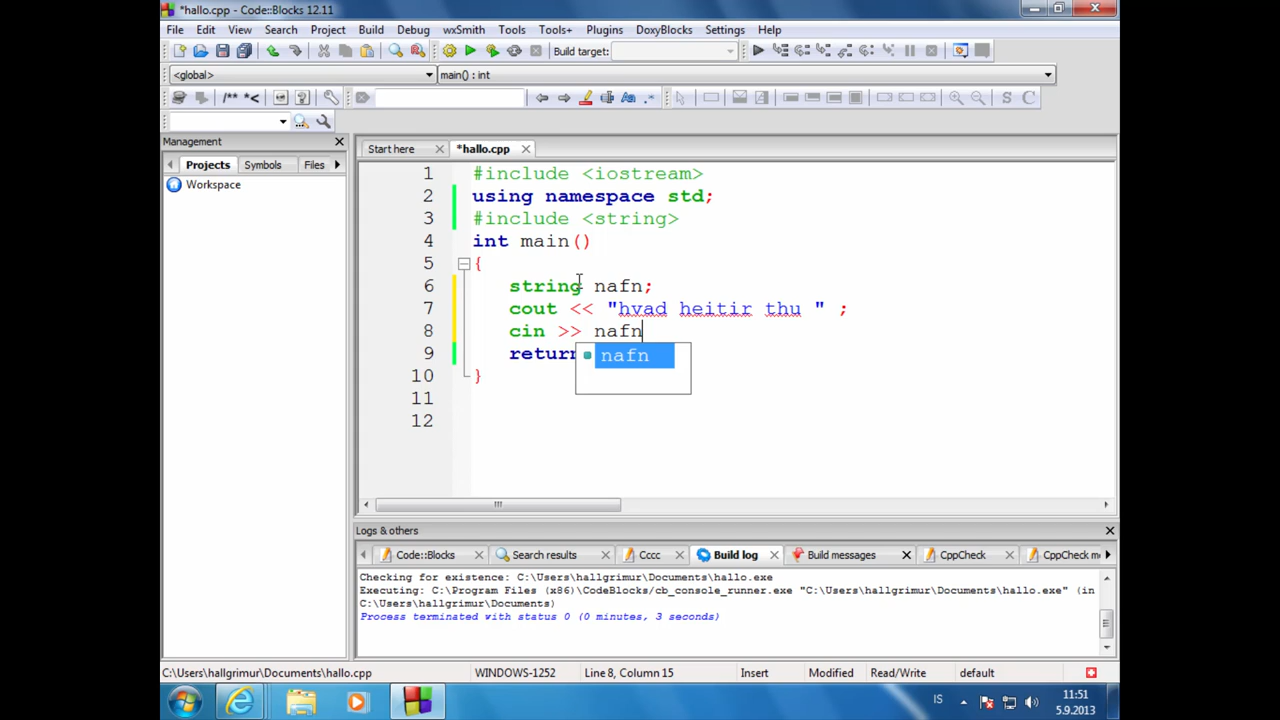 *hallo.cpp - Code::Blocks 12.11
File Edit View Search Project Build Debug wxSmith Tools Tools+ Plugins DoxyBlocks Settings Help
Build target:
<global> main() : int
/** *<
Management
Start here *hallo.cpp
Projects Symbols Files
Workspace
1 #include <iostream>
2 using namespace std;
3 #include <string>
4 int main()
5 {
6 string nafn;
7 cout << "hvad heitir thu " ;
8 cin >> nafn
nafn
9 return
10 }
11
12
Logs & others
Code::Blocks Search results Cccc Build log Build messages CppCheck CppCheck me
Checking for existence: C:\Users\hallgrimur\Documents\hallo.exe
Executing: C:\Program Files (x86)\CodeBlocks/cb_console_runner.exe "C:\Users\hallgrimur\Documents\hallo.exe" (in
C:\Users\hallgrimur\Documents)
Process terminated with status 0 (0 minutes, 3 seconds)
C:\Users\hallgrimur\Documents\hallo.cpp WINDOWS-1252 Line 8, Column 15 Insert Modified Read/Write default
IS 11:51
5.9.2013